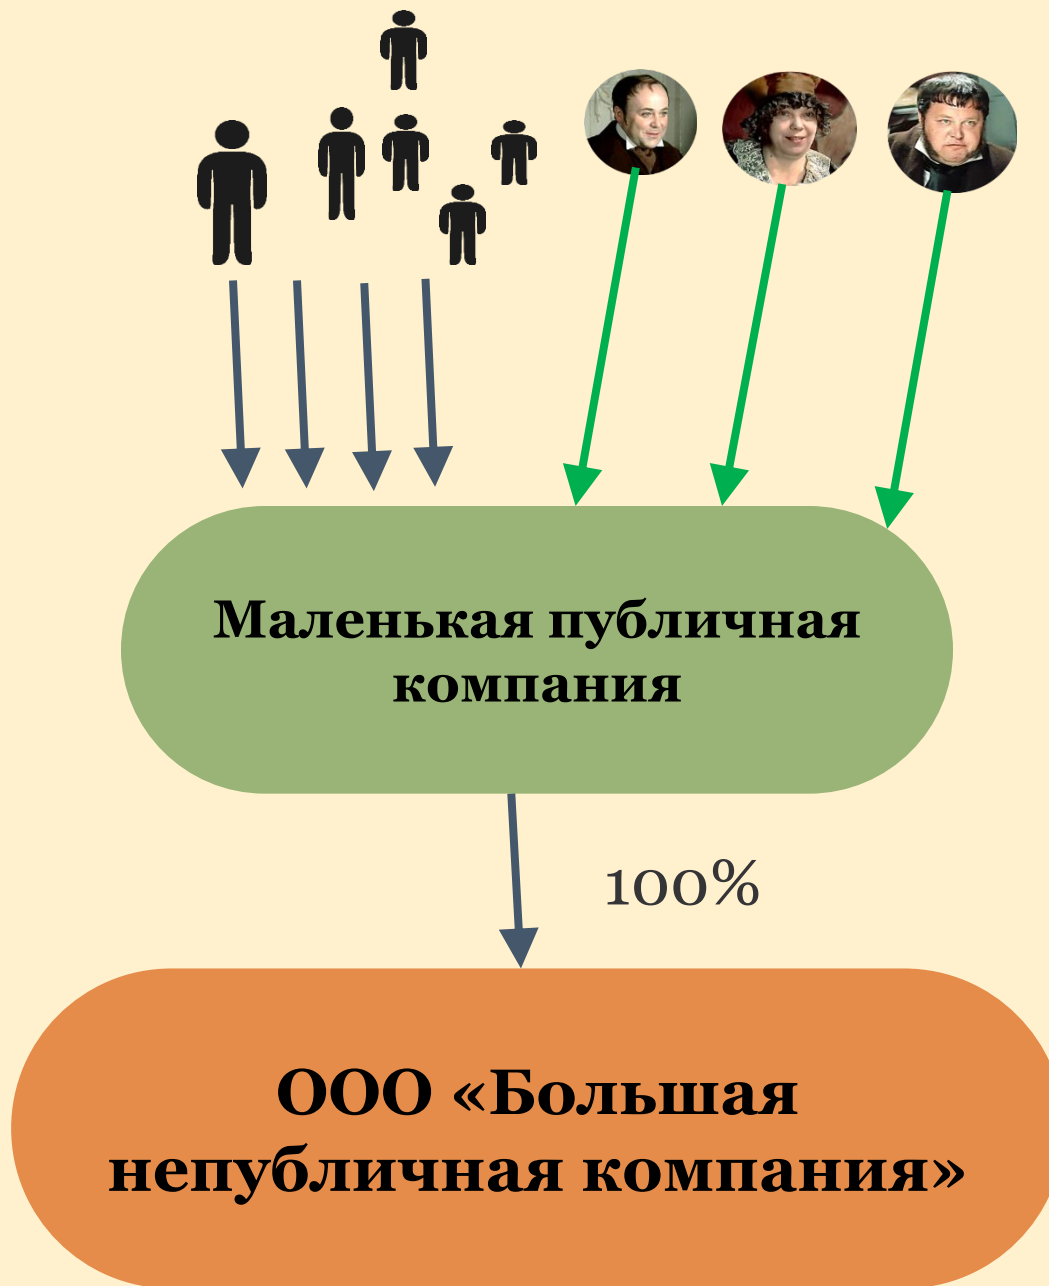 Маленькая публичная
компания
100%
ООО «Большая
непубличная компания»